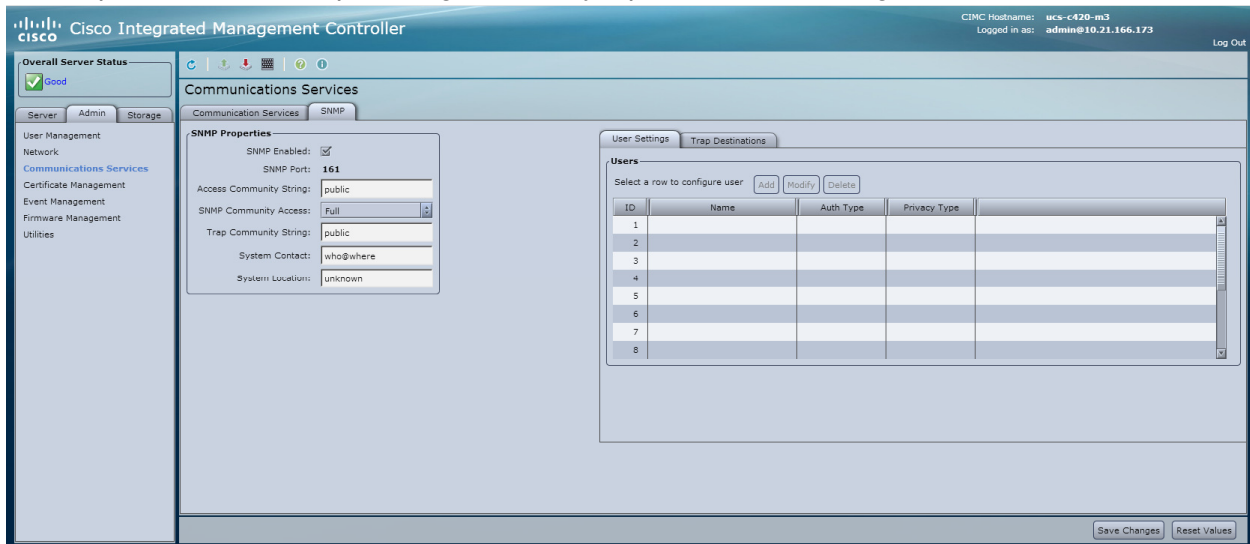 cisco Cisco Integrated Management Controller
CIMC Hostname: ucs-c420-m3
Logged in as: admin@10.21.166.173
Log Out
Overall Server Status
Good
Server Admin Storage
User Management
Network
Communications Services
Certificate Management
Event Management
Firmware Management
Utilities
Communications Services
Communication Services SNMP
SNMP Properties
SNMP Enabled:
SNMP Port: 161
Access Community String: public
SNMP Community Access: Full
Trap Community String: public
System Contact: who@where
System Location: unknown
User Settings Trap Destinations
Users
Select a row to configure user Add Modify Delete
ID Name Auth Type Privacy Type
1
2
3
4
5
6
7
8
Save Changes Reset Values